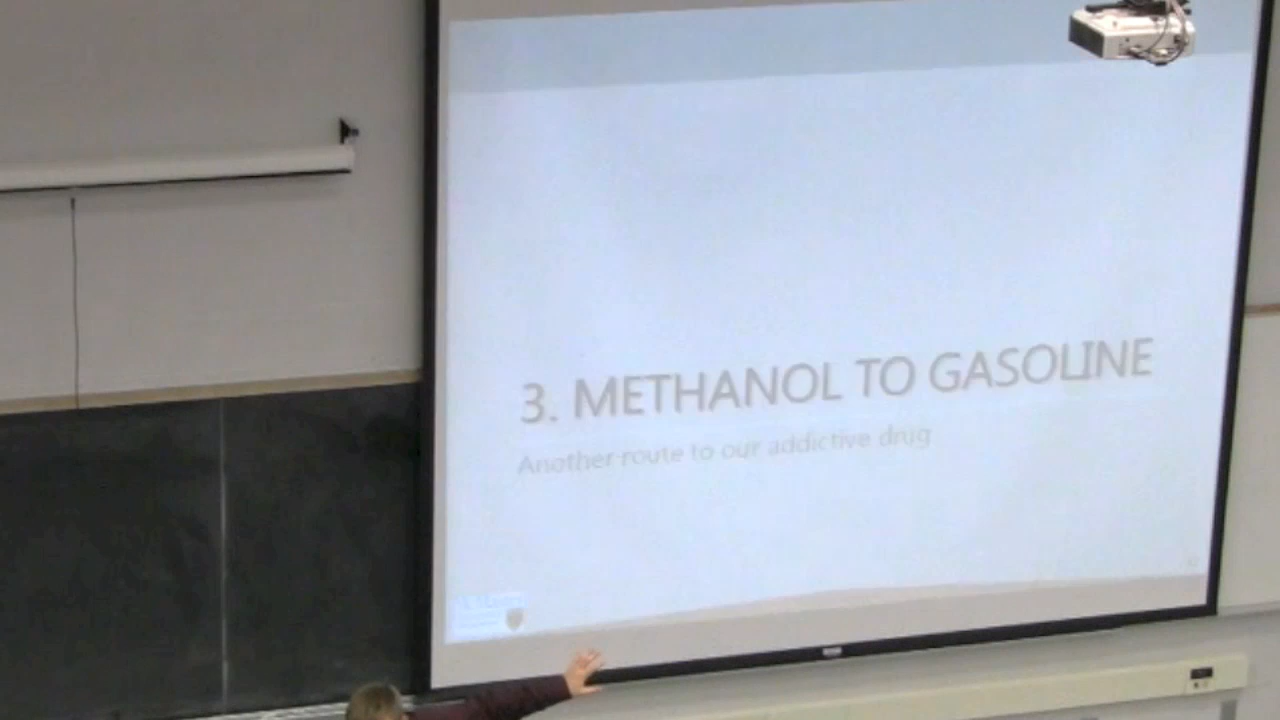 3. METHANOL TO GASOLINE
Another route to our addictive drug